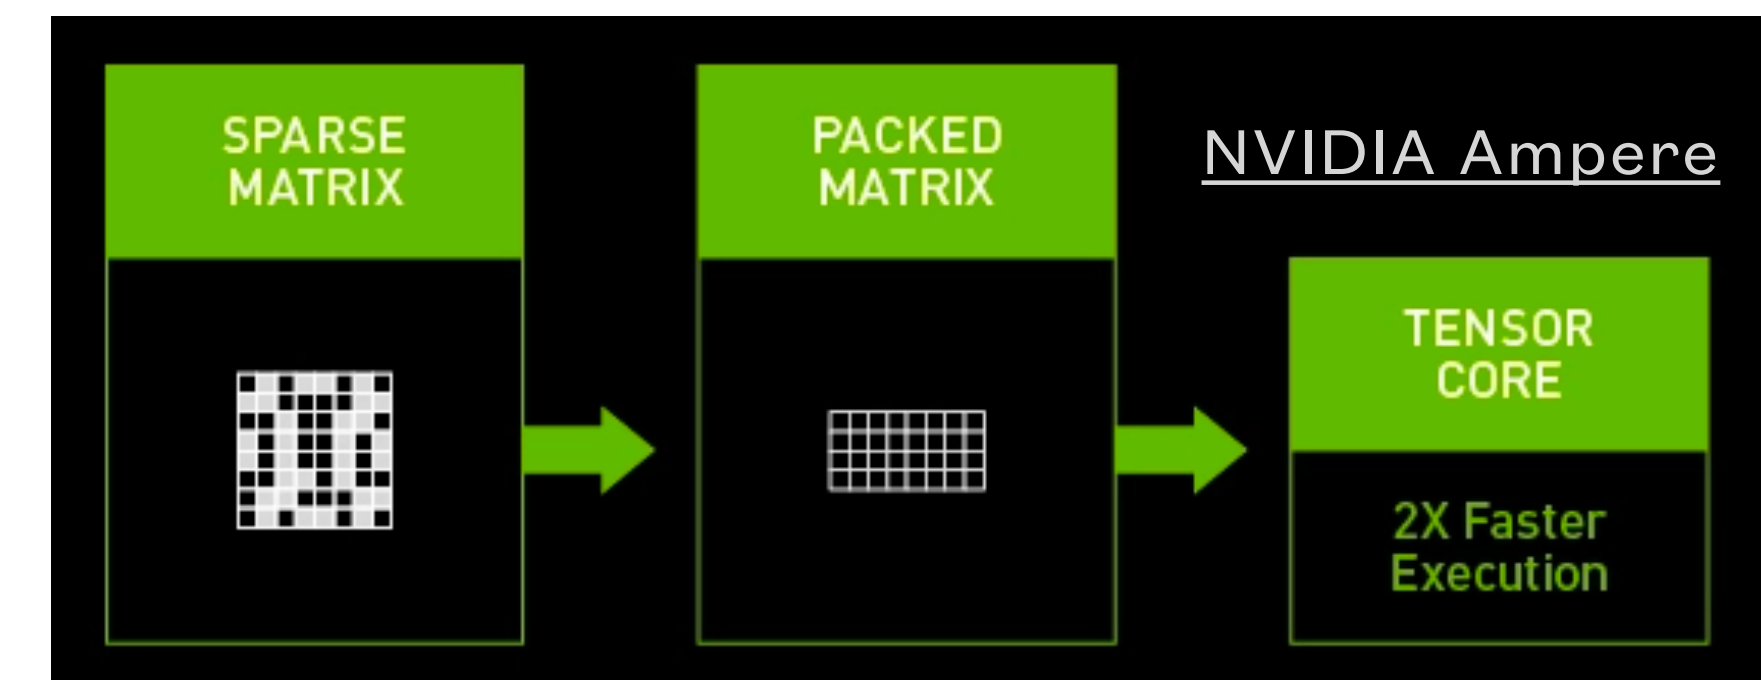 SPARSE
MATRIX
PACKED
MATRIX
NVIDIA Ampere
TENSOR
CORE
2X Faster
Execution